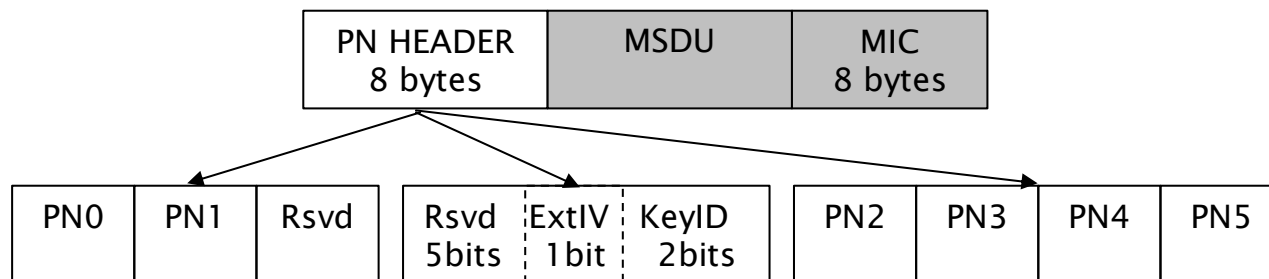 PN HEADER
8 bytes
MSDU
MIC
8 bytes
PN0
PN1
Rsvd
Rsvd
5bits
ExtIV
1bit
KeyID
2bits
PN2
PN3
PN4
PN5